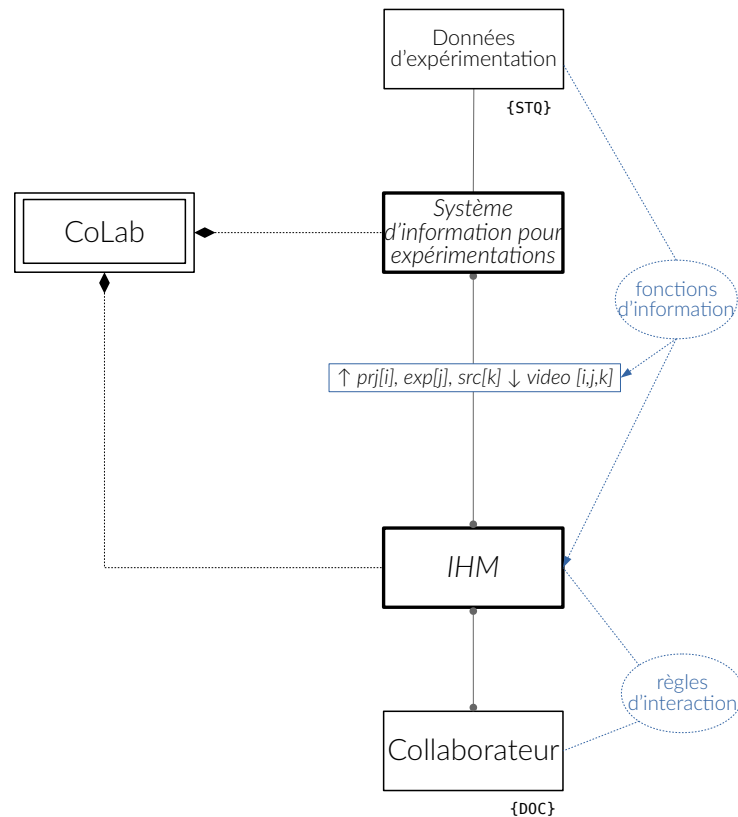 Données
d'expérimentation
{STQ}
CoLab
Système
d'information pour
expérimentations
fonctions
d'information
↑ prj[i], exp[j], src[k] ↓ video [i,j,k]
IHM
règles
d'interaction
Collaborateur
{DOC}